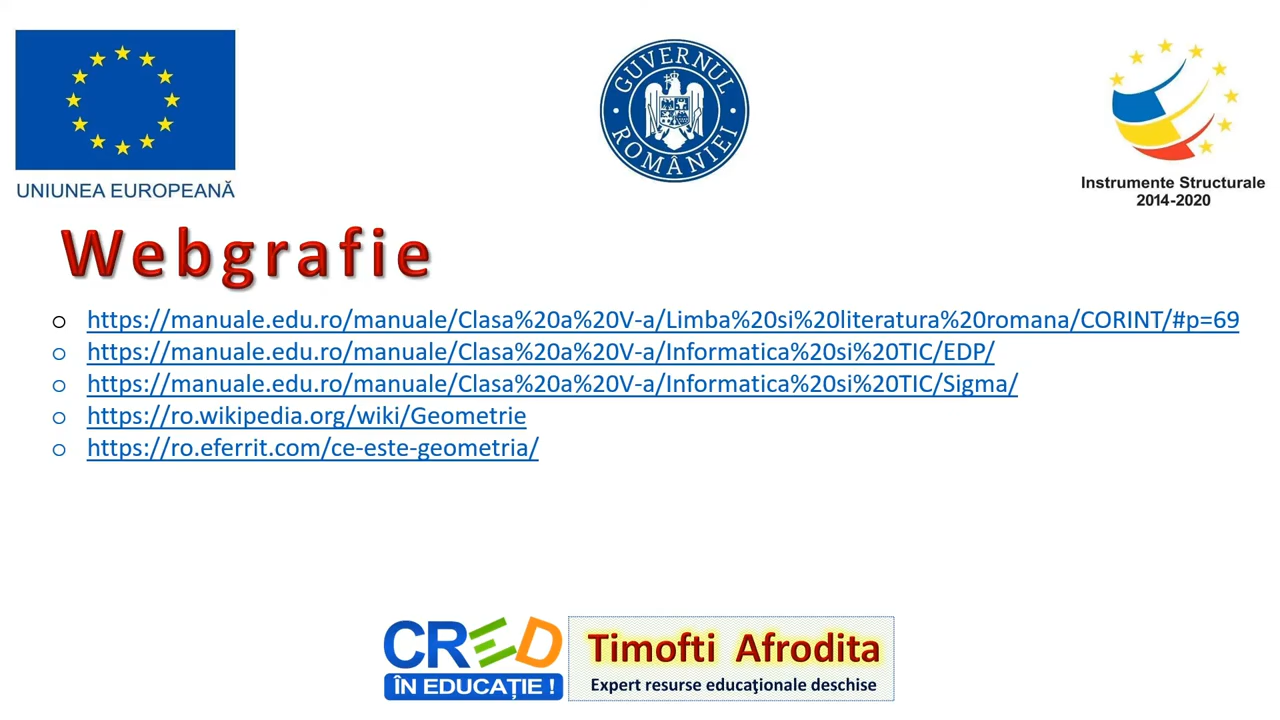 GUVERNUL
ROMÂNIEI
UNIUNEA EUROPEANĂ
Instrumente Structurale
2014-2020
Webgrafie
https://manuale.edu.ro/manuale/Clasa%20a%20V-a/Limba%20si%20literatura%20romana/CORINT/#p=69
https://manuale.edu.ro/manuale/Clasa%20a%20V-a/Informatica%20si%20TIC/EDP/
https://manuale.edu.ro/manuale/Clasa%20a%20V-a/Informatica%20si%20TIC/Sigma/
https://ro.wikipedia.org/wiki/Geometrie
https://ro.eferrit.com/ce-este-geometria/
CRED
ÎN EDUCAȚIE !
Timofti Afrodita
Expert resurse educaţionale deschise